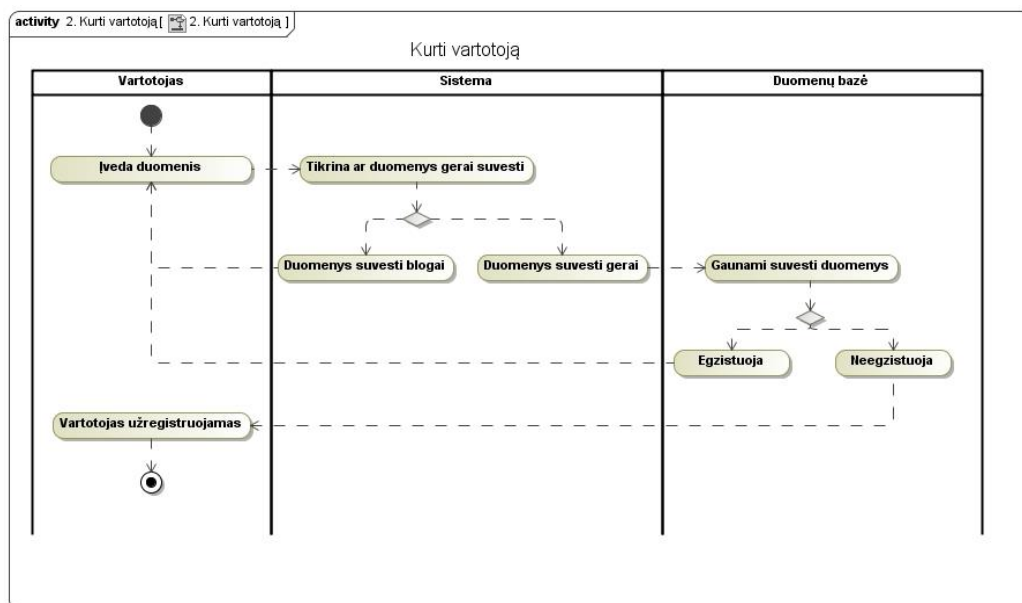 activity 2. Kurti vartotoją[ 2. Kurti vartotoją ]
Kurti vartotoją
Vartotojas
Sistema
Duomenų bazė
Įveda duomenis
Tikrina ar duomenys gerai suvesti
Duomenys suvesti blogai
Duomenys suvesti gerai
Gaunami suvesti duomenys
Egzistuoja
Neegzistuoja
Vartotojas užregistruojamas